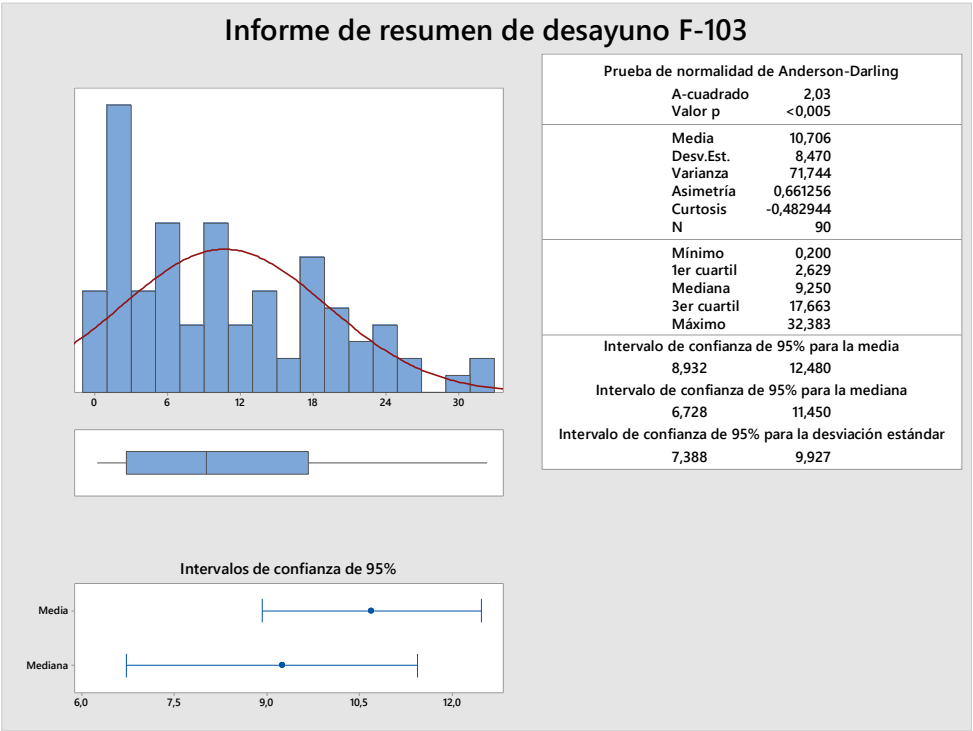 Informe de resumen de desayuno F-103
Prueba de normalidad de Anderson-Darling
A-cuadrado 2,03
Valor p <0,005
Media 10,706
Desv.Est. 8,470
Varianza 71,744
Asimetría 0,661256
Curtosis -0,482944
N 90
Mínimo 0,200
1er cuartil 2,629
Mediana 9,250
3er cuartil 17,663
Máximo 32,383
Intervalo de confianza de 95% para la media
8,932 12,480
Intervalo de confianza de 95% para la mediana
6,728 11,450
Intervalo de confianza de 95% para la desviación estándar
7,388 9,927
0 6 12 18 24 30
Intervalos de confianza de 95%
Media
Mediana
6,0 7,5 9,0 10,5 12,0